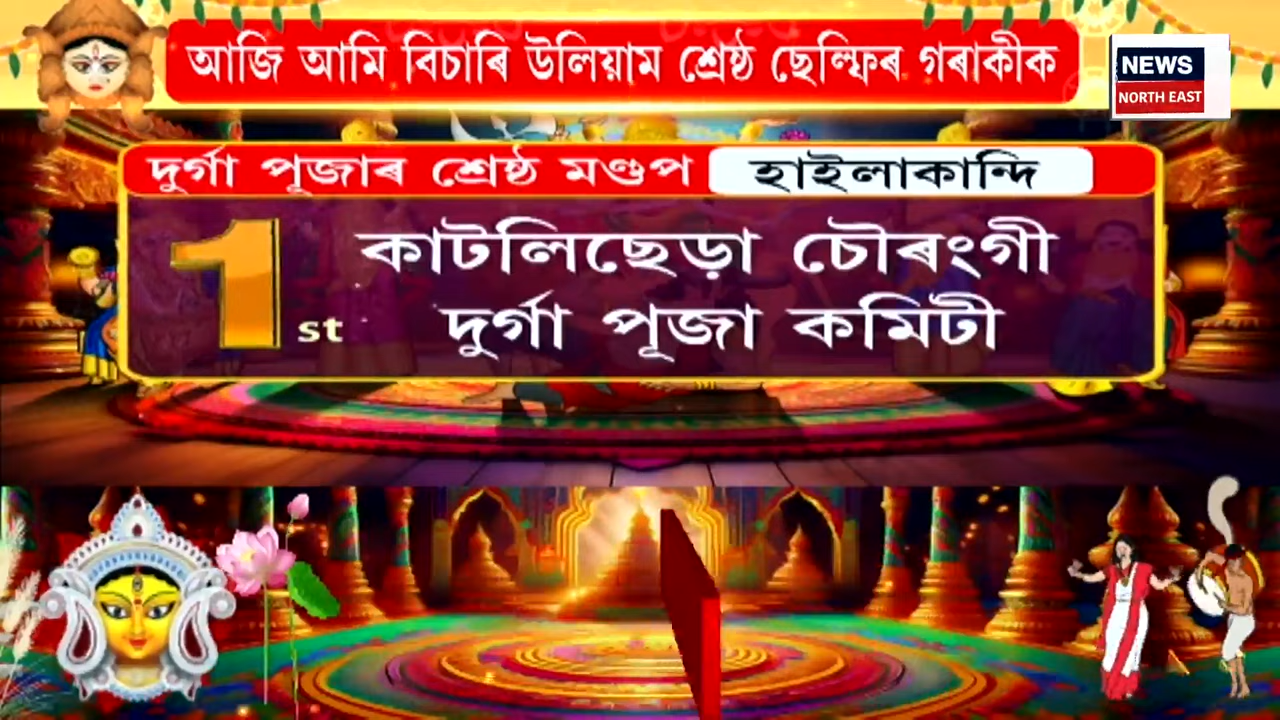 আজি আমি বিচাৰি উলিয়াম শ্ৰেষ্ঠ ছেল্ফিৰ গৰাকীক
NEWS
NORTH EAST
দুৰ্গা পূজাৰ শ্ৰেষ্ঠ মণ্ডপ হাইলাকান্দি
1st কাটলিছেড়া চৌৰংগী
দুৰ্গা পূজা কমিটী